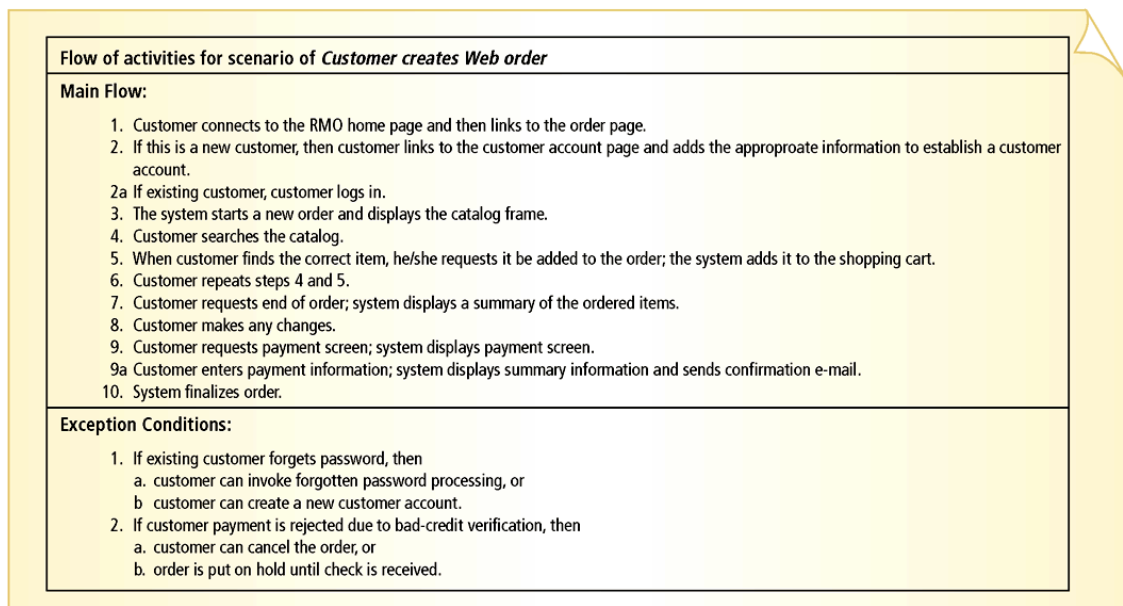 Flow of activities for scenario of Customer creates Web order
Main Flow:
1. Customer connects to the RMO home page and then links to the order page.
2. If this is a new customer, then customer links to the customer account page and adds the approproate information to establish a customer
account.
2a If existing customer, customer logs in.
3. The system starts a new order and displays the catalog frame.
4. Customer searches the catalog.
5. When customer finds the correct item, he/she requests it be added to the order; the system adds it to the shopping cart.
6. Customer repeats steps 4 and 5.
7. Customer requests end of order; system displays a summary of the ordered items.
8. Customer makes any changes.
9. Customer requests payment screen; system displays payment screen.
9a Customer enters payment information; system displays summary information and sends confirmation e-mail.
10. System finalizes order.
Exception Conditions:
1. If existing customer forgets password, then
a. customer can invoke forgotten password processing, or
b customer can create a new customer account.
2. If customer payment is rejected due to bad-credit verification, then
a. customer can cancel the order, or
b. order is put on hold until check is received.